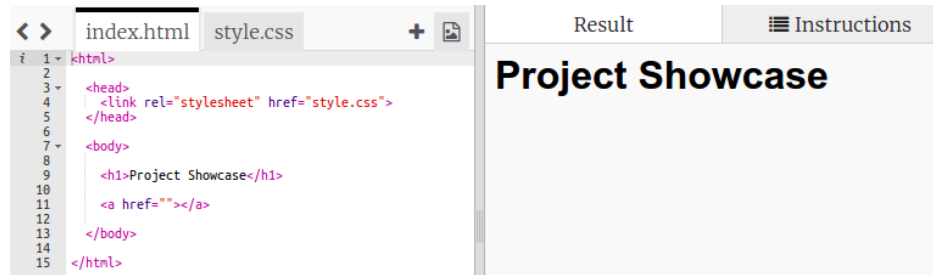 index.html style.css
Result Instructions
i 1 <html>
2
3 <head>
4 <link rel="stylesheet" href="style.css">
5 </head>
6
7 <body>
8
9 <h1>Project Showcase</h1>
10
11 <a href=""></a>
12
13 </body>
14
15 </html>
Project Showcase